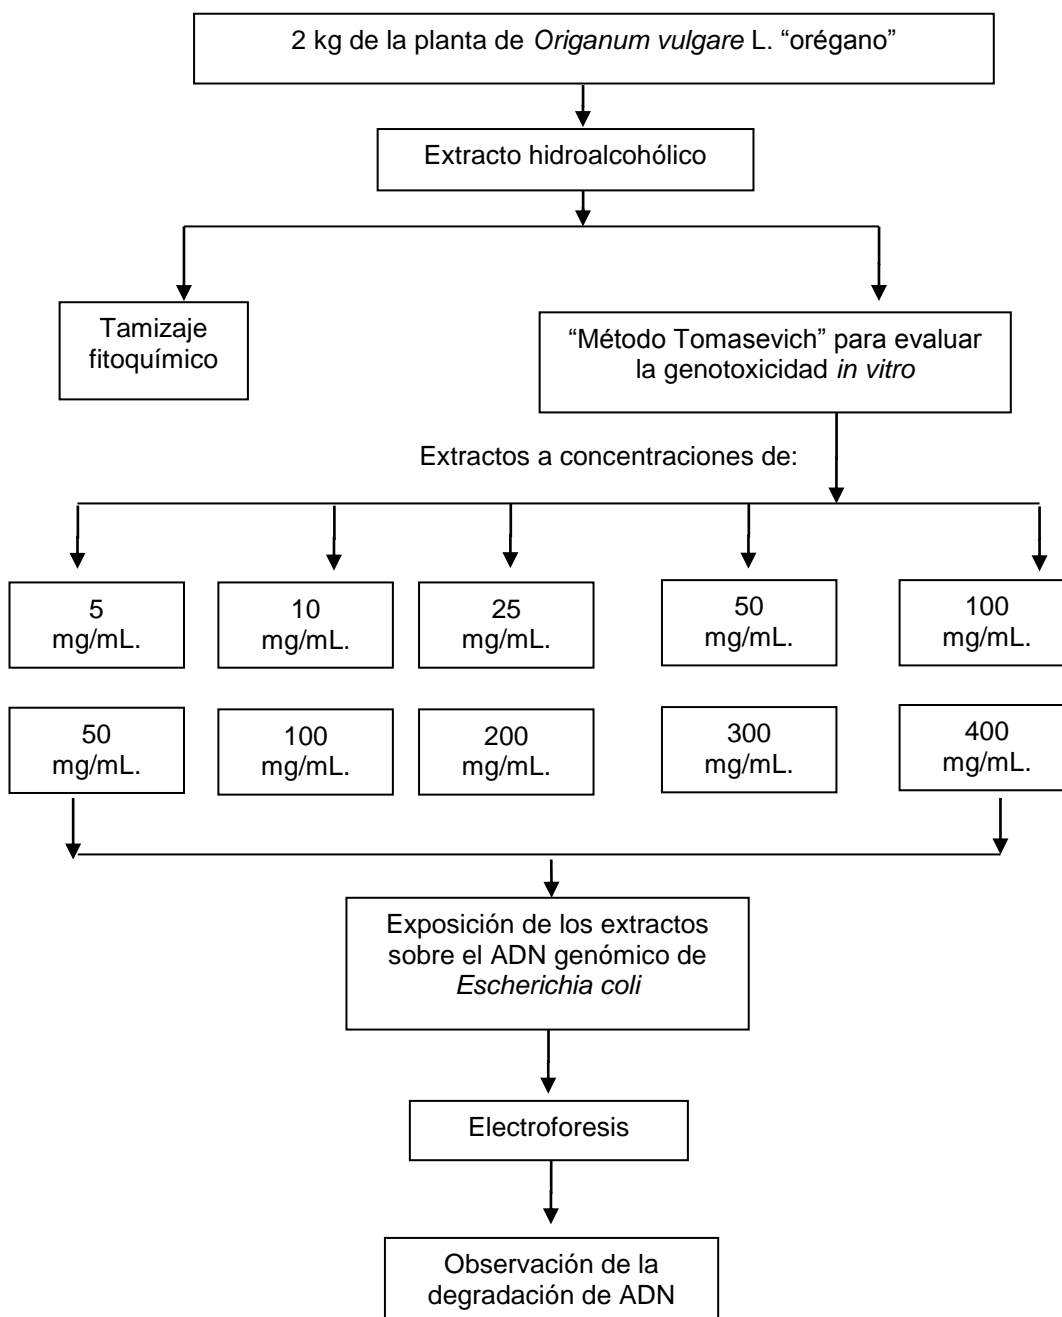 2 kg de la planta de Origanum vulgare L. “orégano”
Extracto hidroalcohólico
Tamizaje
fitoquímico
“Método Tomasevich” para evaluar
la genotoxicidad in vitro
Extractos a concentraciones de:
5
mg/mL.
10
mg/mL.
25
mg/mL.
50
mg/mL.
100
mg/mL.
50
mg/mL.
100
mg/mL.
200
mg/mL.
300
mg/mL.
400
mg/mL.
Exposición de los extractos
sobre el ADN genómico de
Escherichia coli
Electroforesis
Observación de la
degradación de ADN